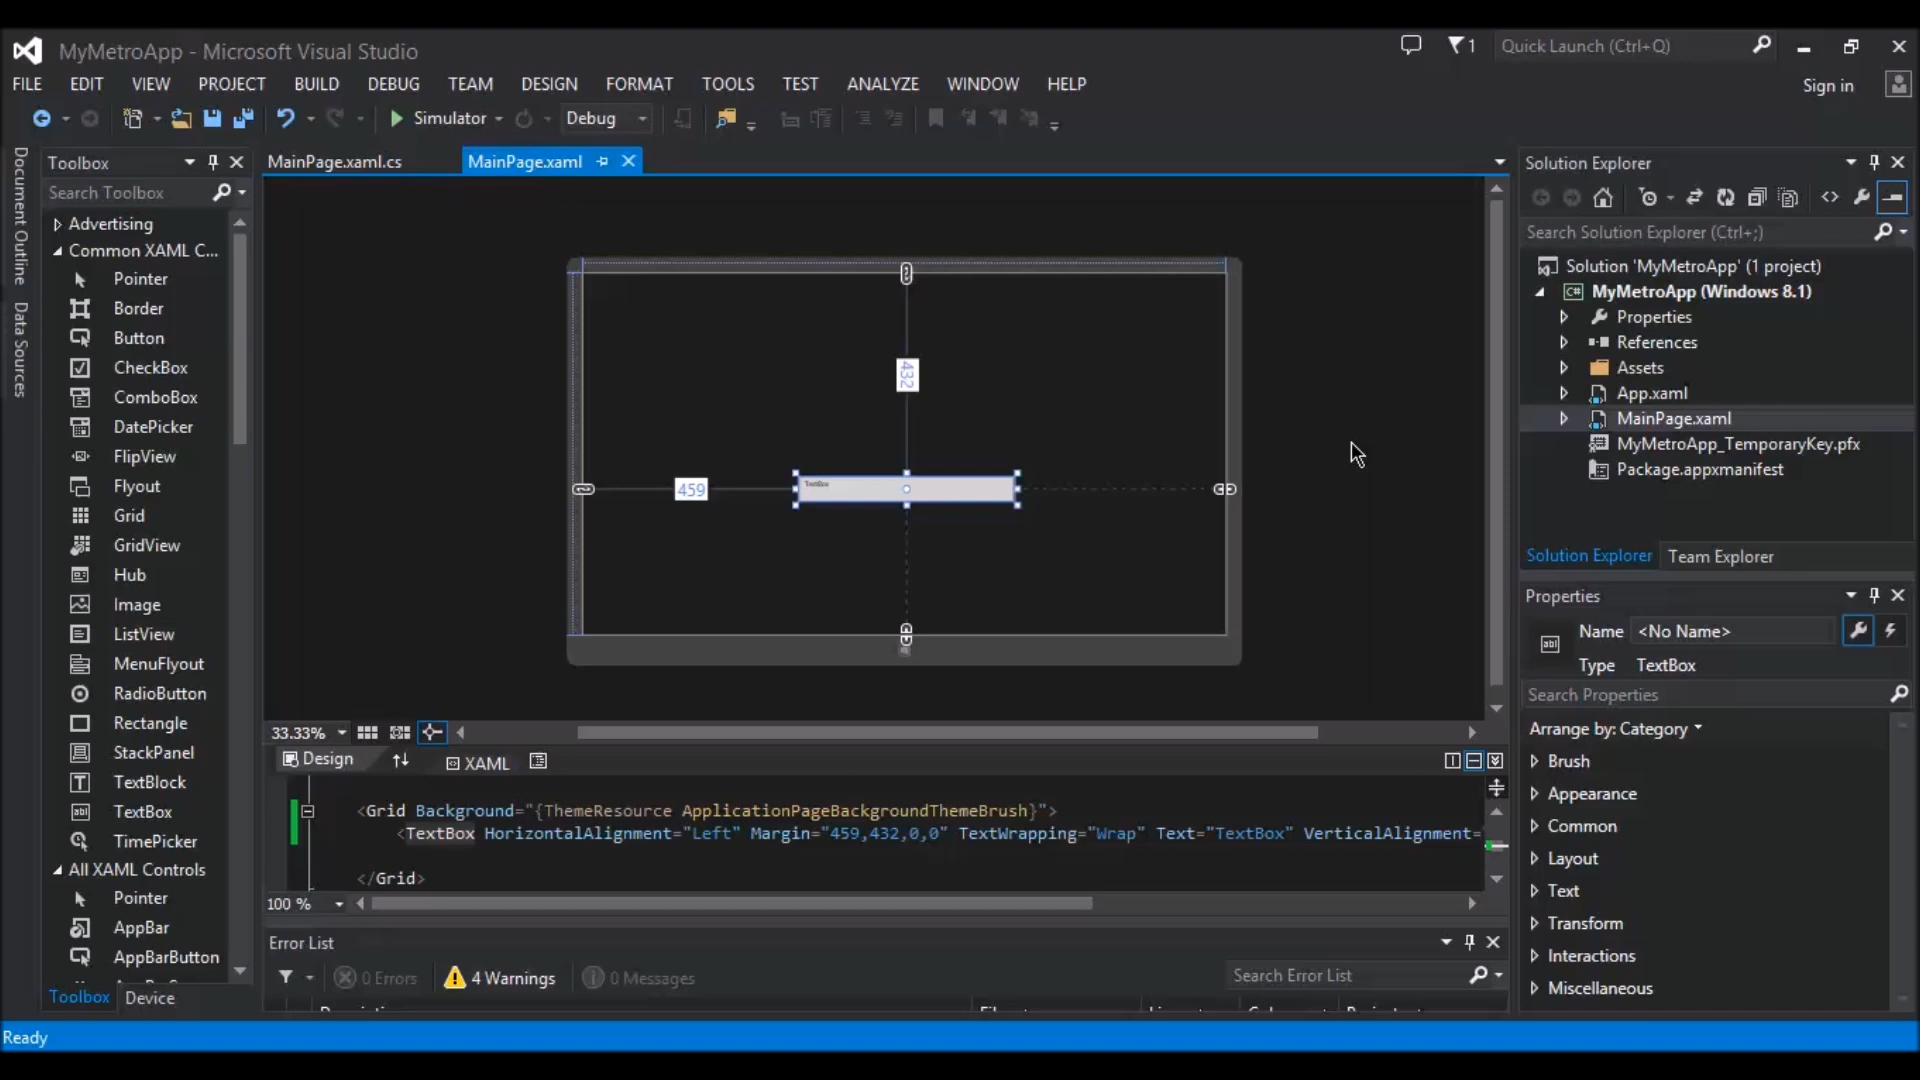 MyMetroApp - Microsoft Visual Studio
1
Quick Launch (Ctrl+Q)
FILE EDIT VIEW PROJECT BUILD DEBUG TEAM DESIGN FORMAT TOOLS TEST ANALYZE WINDOW HELP
Sign in
Simulator
Debug
Document Outline
Data Sources
Toolbox
Search Toolbox
Advertising
Common XAML C...
Pointer
Border
Button
CheckBox
ComboBox
DatePicker
FlipView
Flyout
Grid
GridView
Hub
Image
ListView
MenuFlyout
RadioButton
Rectangle
StackPanel
TextBlock
TextBox
TimePicker
All XAML Controls
Pointer
AppBar
AppBarButton
Toolbox Device
MainPage.xaml.cs MainPage.xaml
432
459
TextBox
33.33%
Design XAML
<Grid Background="{ThemeResource ApplicationPageBackgroundThemeBrush}">
<TextBox HorizontalAlignment="Left" Margin="459,432,0,0" TextWrapping="Wrap" Text="TextBox" VerticalAlignment=
</Grid>
100 %
Error List
0 Errors 4 Warnings 0 Messages
Search Error List
Solution Explorer
Search Solution Explorer (Ctrl+;)
Solution 'MyMetroApp' (1 project)
C# MyMetroApp (Windows 8.1)
Properties
References
Assets
App.xaml
MainPage.xaml
MyMetroApp_TemporaryKey.pfx
Package.appxmanifest
Solution Explorer Team Explorer
Properties
Name <No Name>
Type TextBox
Search Properties
Arrange by: Category
Brush
Appearance
Common
Layout
Text
Transform
Interactions
Miscellaneous
Ready